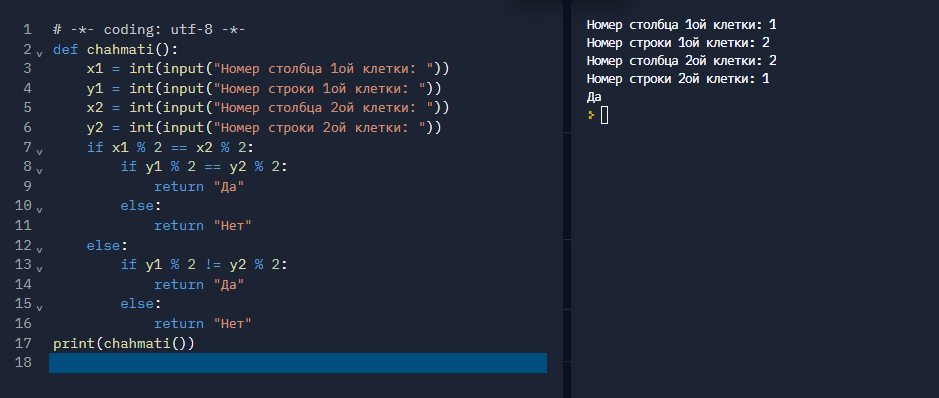 1 # -*- coding: utf-8 -*-
2 def chahmati():
3 x1 = int(input("Номер столбца 1ой клетки: "))
4 y1 = int(input("Номер строки 1ой клетки: "))
5 x2 = int(input("Номер столбца 2ой клетки: "))
6 y2 = int(input("Номер строки 2ой клетки: "))
7 if x1 % 2 == x2 % 2:
8 if y1 % 2 == y2 % 2:
9 return "Да"
10 else:
11 return "Нет"
12 else:
13 if y1 % 2 != y2 % 2:
14 return "Да"
15 else:
16 return "Нет"
17 print(chahmati())
18
Номер столбца 1ой клетки: 1
Номер строки 1ой клетки: 2
Номер столбца 2ой клетки: 2
Номер строки 2ой клетки: 1
Да